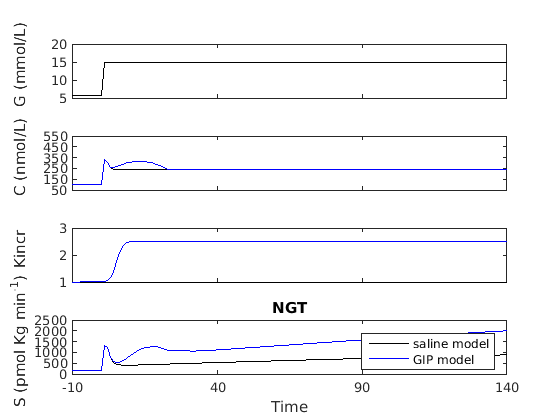 G (mmol/L)
20
15
10
5
C (nmol/L)
550
450
350
250
150
50
Kincr
3
2
1
NGT
S (pmol Kg min⁻¹)
2500
2000
1500
1000
500
0
saline model
GIP model
-10 40 90 140
Time